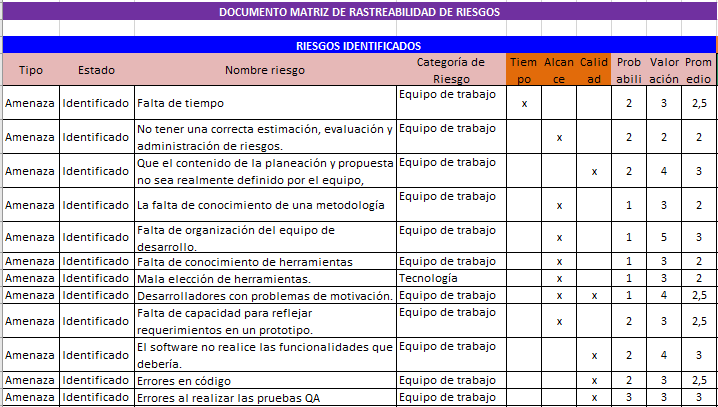 DOCUMENTO MATRIZ DE RASTREABILIDAD DE RIESGOS
RIESGOS IDENTIFICADOS
Tipo Estado Nombre riesgo Categoría de Riesgo Tiem po Alcan ce Calid ad Prob abili Valor ación Prom edio
Amenaza Identificado Falta de tiempo Equipo de trabajo x 2 3 2,5
Amenaza Identificado No tener una correcta estimación, evaluación y administración de riesgos. Equipo de trabajo x 2 2 2
Amenaza Identificado Que el contenido de la planeación y propuesta no sea realmente definido por el equipo, Equipo de trabajo x 2 4 3
Amenaza Identificado La falta de conocimiento de una metodología Equipo de trabajo x 1 3 2
Amenaza Identificado Falta de organización del equipo de desarrollo. Equipo de trabajo x 1 5 3
Amenaza Identificado Falta de conocimiento de herramientas Equipo de trabajo x 1 3 2
Amenaza Identificado Mala elección de herramientas. Tecnología x 1 3 2
Amenaza Identificado Desarrolladores con problemas de motivación. Equipo de trabajo x x 1 4 2,5
Amenaza Identificado Falta de capacidad para reflejar requerimientos en un prototipo. Equipo de trabajo x 2 3 2,5
Amenaza Identificado El software no realice las funcionalidades que debería. Equipo de trabajo x 2 4 3
Amenaza Identificado Errores en código Equipo de trabajo x 2 3 2,5
Amenaza Identificado Errores al realizar las pruebas QA Equipo de trabajo x 3 3 3